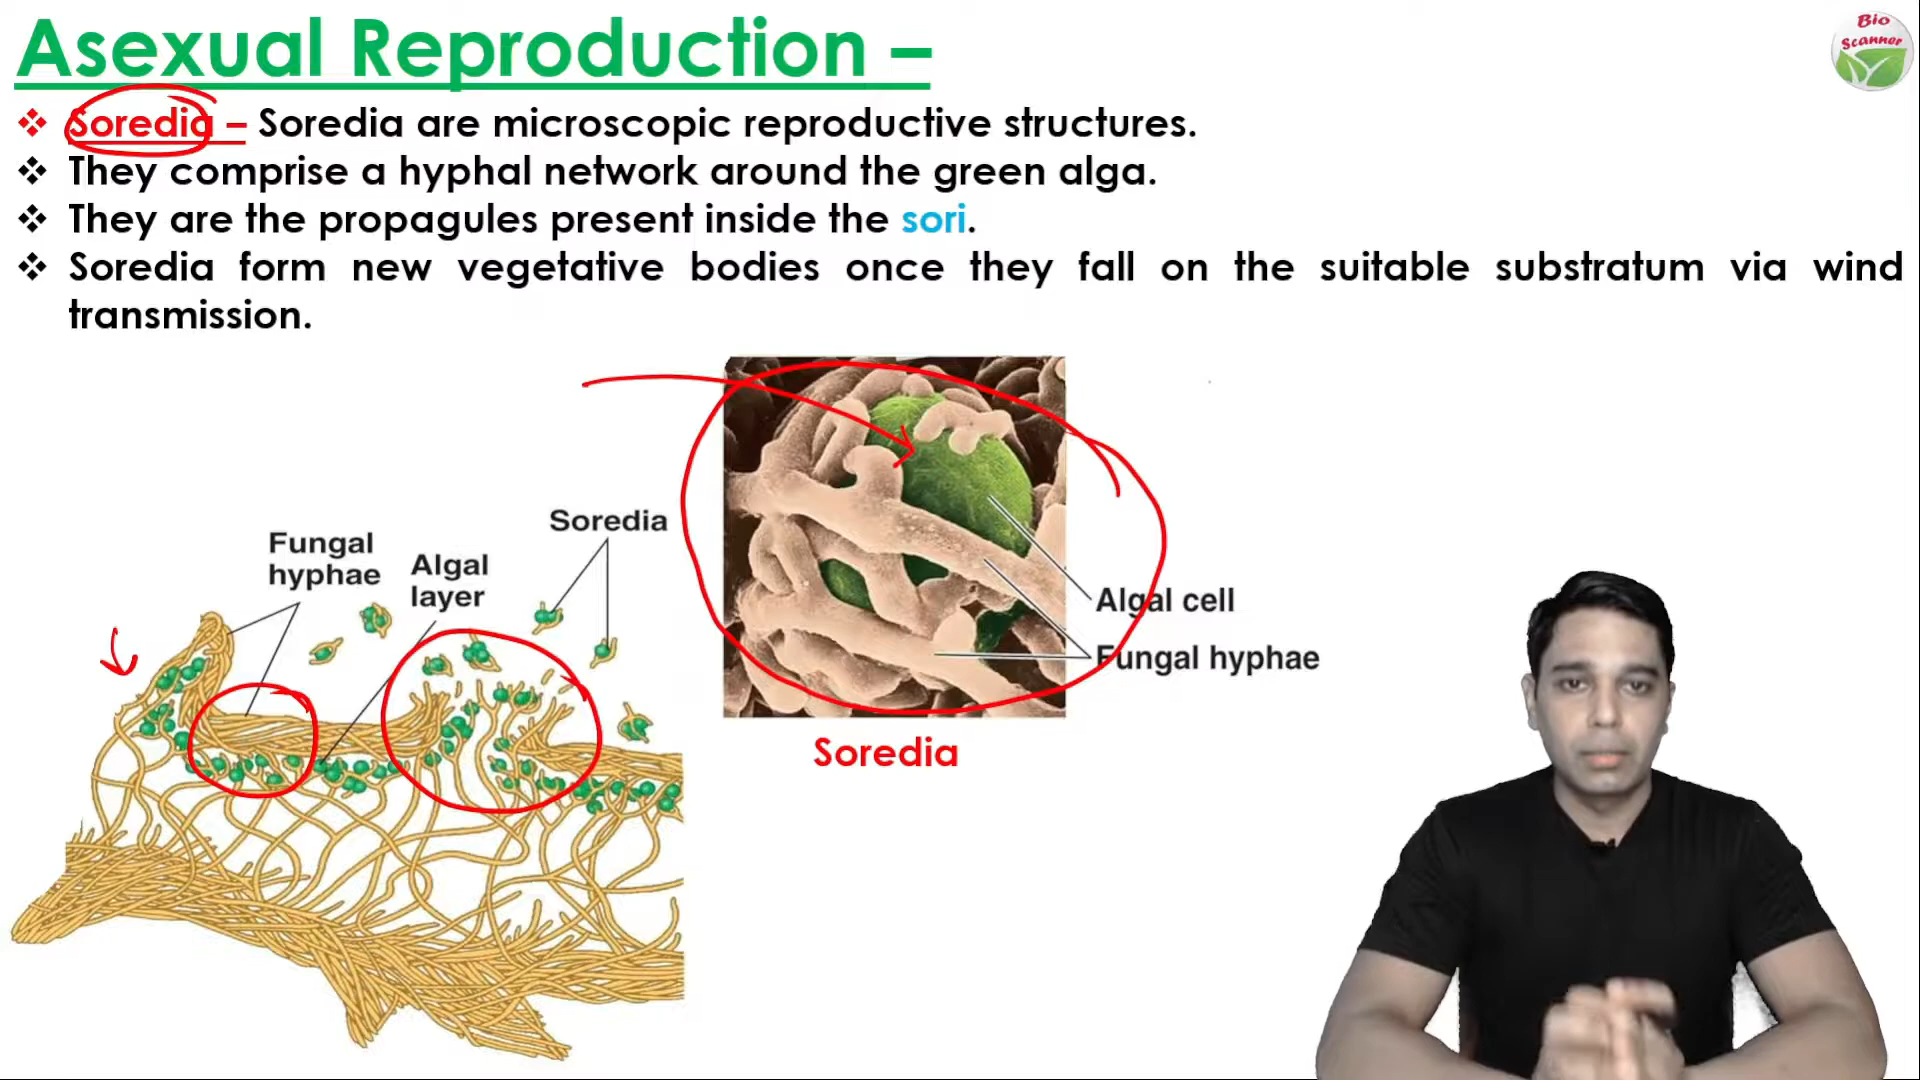 Asexual Reproduction –
Bio
Scanner
❖ Soredia – Soredia are microscopic reproductive structures.
❖ They comprise a hyphal network around the green alga.
❖ They are the propagules present inside the sori.
❖ Soredia form new vegetative bodies once they fall on the suitable substratum via wind
transmission.
Soredia
Fungal
hyphae
Algal
layer
Algal cell
Fungal hyphae
Soredia